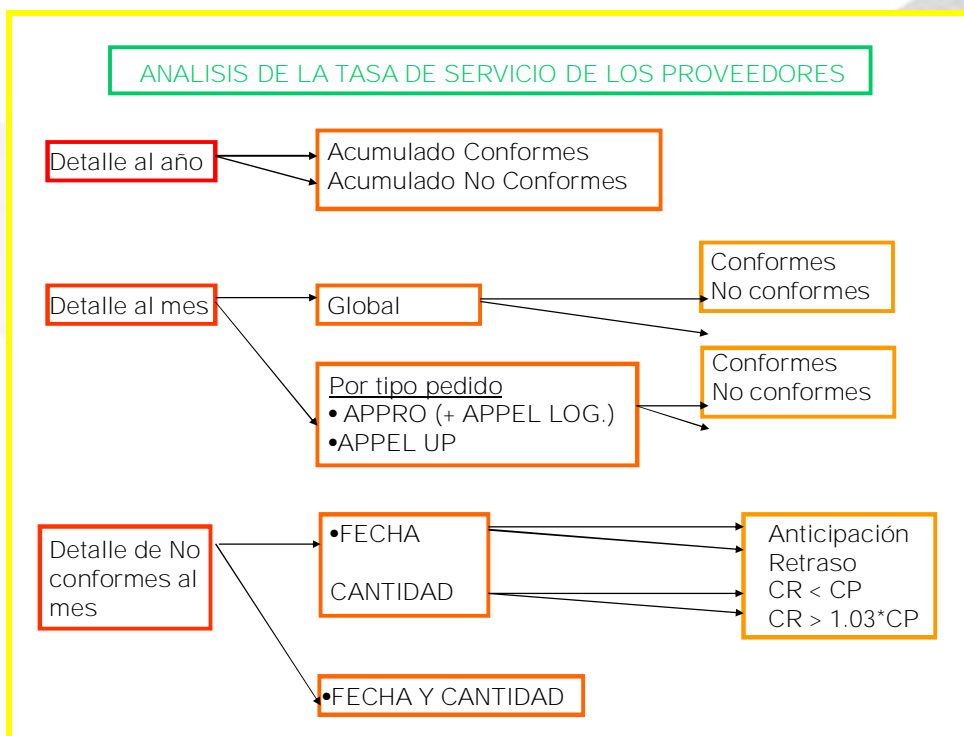 ANALISIS DE LA TASA DE SERVICIO DE LOS PROVEEDORES
Detalle al año
Acumulado Conformes
Acumulado No Conformes
Detalle al mes
Global
Conformes
No conformes
Por tipo pedido
• APPRO (+ APPEL LOG.)
•APPEL UP
Conformes
No conformes
Detalle de No
conformes al
mes
•FECHA
CANTIDAD
Anticipación
Retraso
CR < CP
CR > 1.03*CP
•FECHA Y CANTIDAD